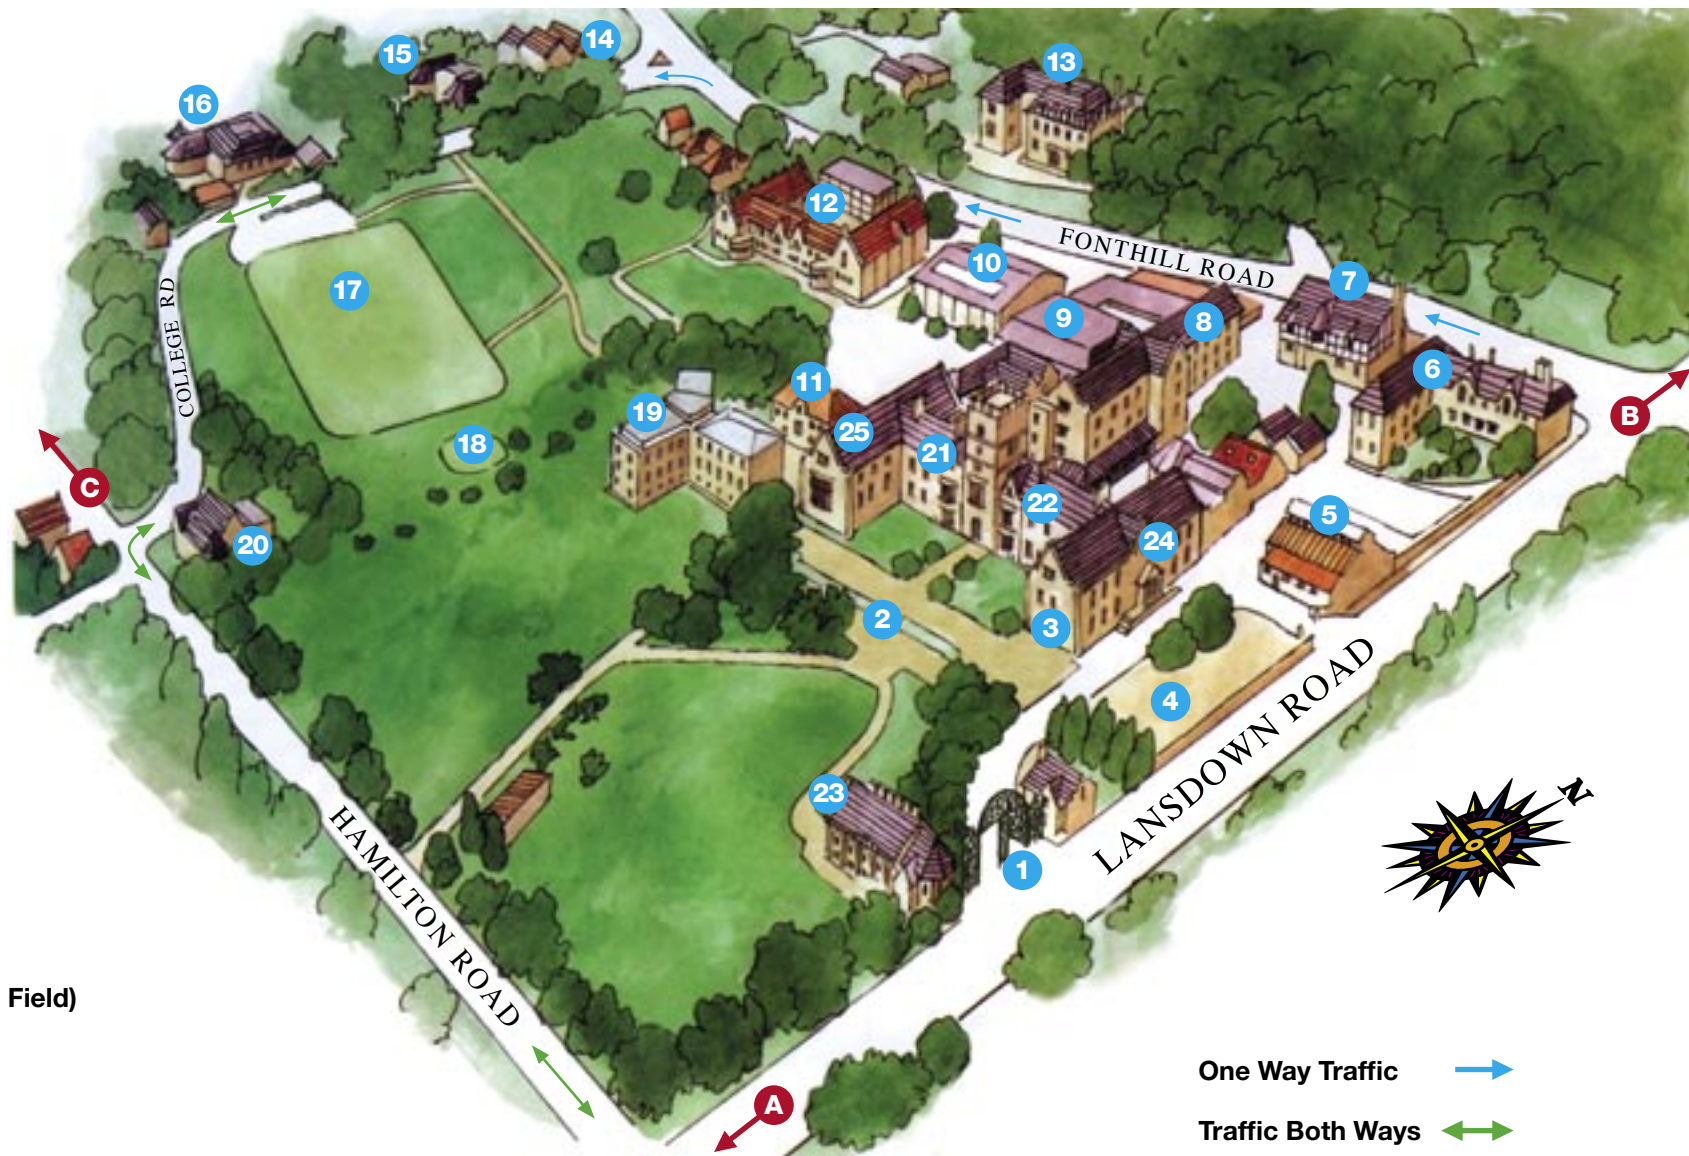 14
15
13
16
12
FONTHILL ROAD
10
7
17
9
8
COLLEGE RD
6
11
B
19
25
18
21
C
22
5
20
24
2
3
4
LANSDOWN ROAD
23
N
HAMILTON ROAD
1
Field)
One Way Traffic
A
Traffic Both Ways